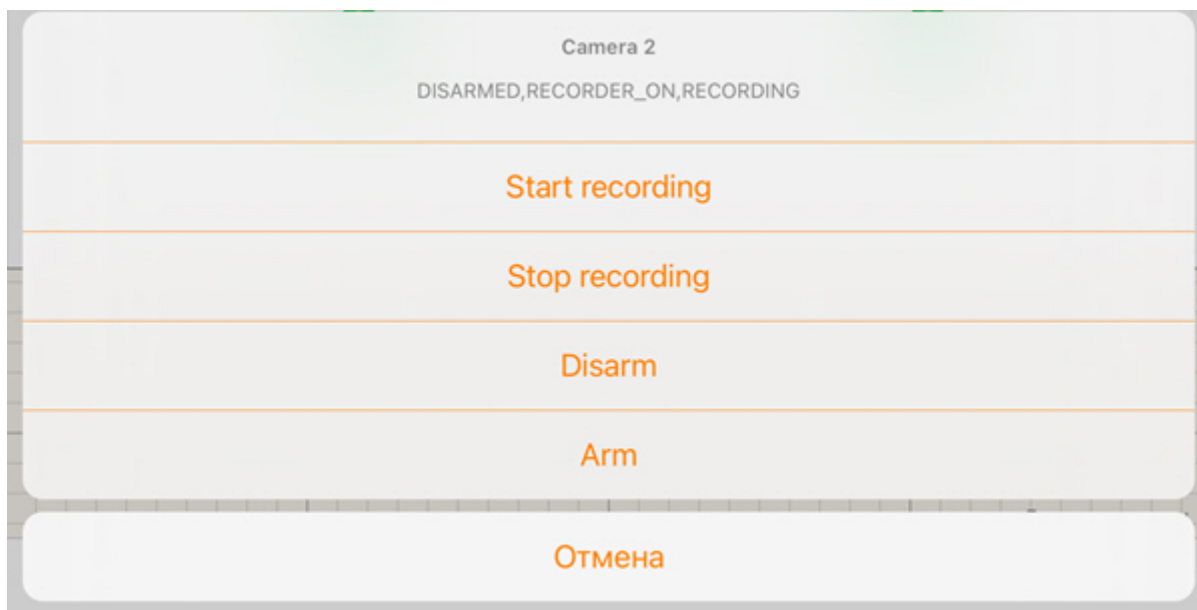 Camera 2
DISARMED,RECORDER_ON,RECORDING
Start recording
Stop recording
Disarm
Arm
Отмена